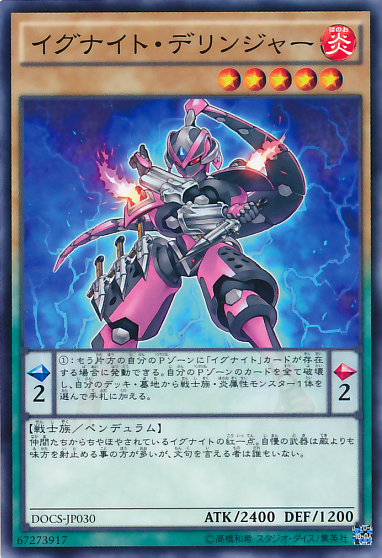 イグナイト・デリンジャー
ほのお
炎
①:もう片方の自分のPゾーンに「イグナイト」カードが存在
する場合に発動できる。自分のPゾーンのカードを全て破壊
し、自分のデッキ・墓地から戦士族・炎属性モンスター1体を
選んで手札に加える。
2
2
【戦士族/ペンデュラム】
仲間たちからちやほやされているイグナイトの紅一点。自慢の武器は敵よりも
味方を射止める事の方が多いが、文句を言える者は誰もいない。
DOCS-JP030
ATK/2400 DEF/1200
67273917
©高橋和希 スタジオ・ダイス/集英社